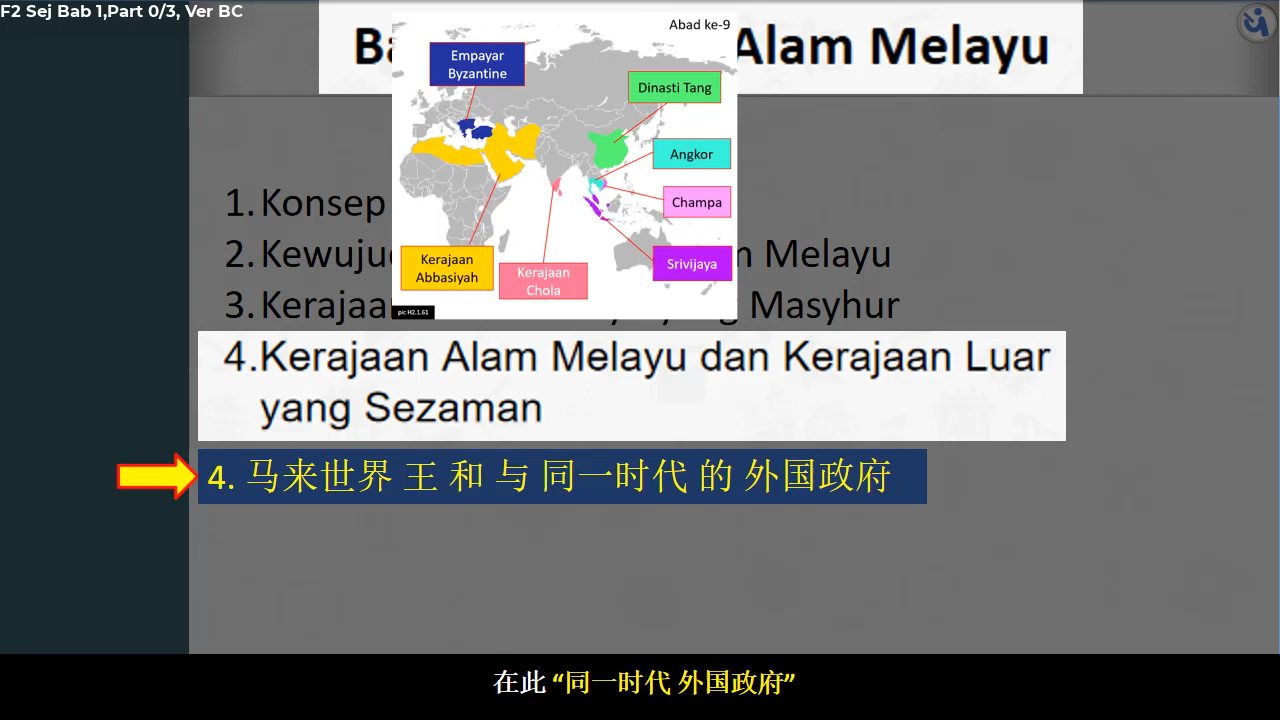 F2 Sej Bab 1,Part 0/3, Ver BC
Alam Melayu
Abad ke-9
Empayar
Byzantine
Dinasti Tang
Angkor
Champa
Srivijaya
Kerajaan
Abbasiyah
Kerajaan
Chola
pic H2.1.61
1. Konsep
2. Melayu
3. Masyhur
4. Kerajaan Alam Melayu dan Kerajaan Luar
yang Sezaman
4. 马来世界 王 和 与 同一时代 的 外国政府
在此 “同一时代 外国政府”